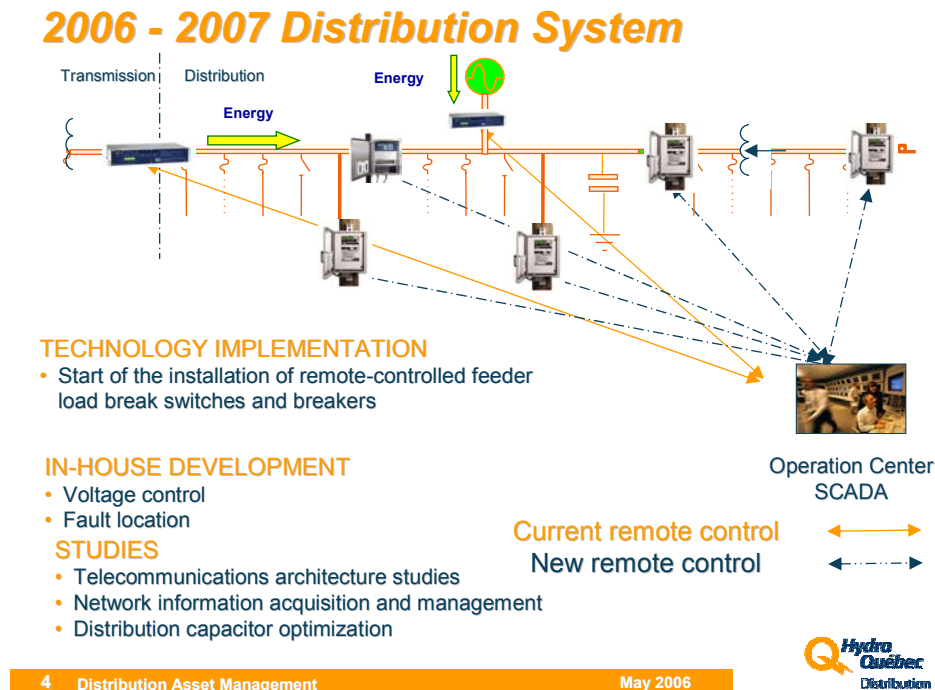 2006 - 2007 Distribution System
Transmission
Distribution
Energy
Energy
TECHNOLOGY IMPLEMENTATION
• Start of the installation of remote-controlled feeder
load break switches and breakers
IN-HOUSE DEVELOPMENT
• Voltage control
• Fault location
STUDIES
• Telecommunications architecture studies
• Network information acquisition and management
• Distribution capacitor optimization
Operation Center
SCADA
Current remote control
New remote control
Hydro
Québec
Distribution
4 Distribution Asset Management May 2006